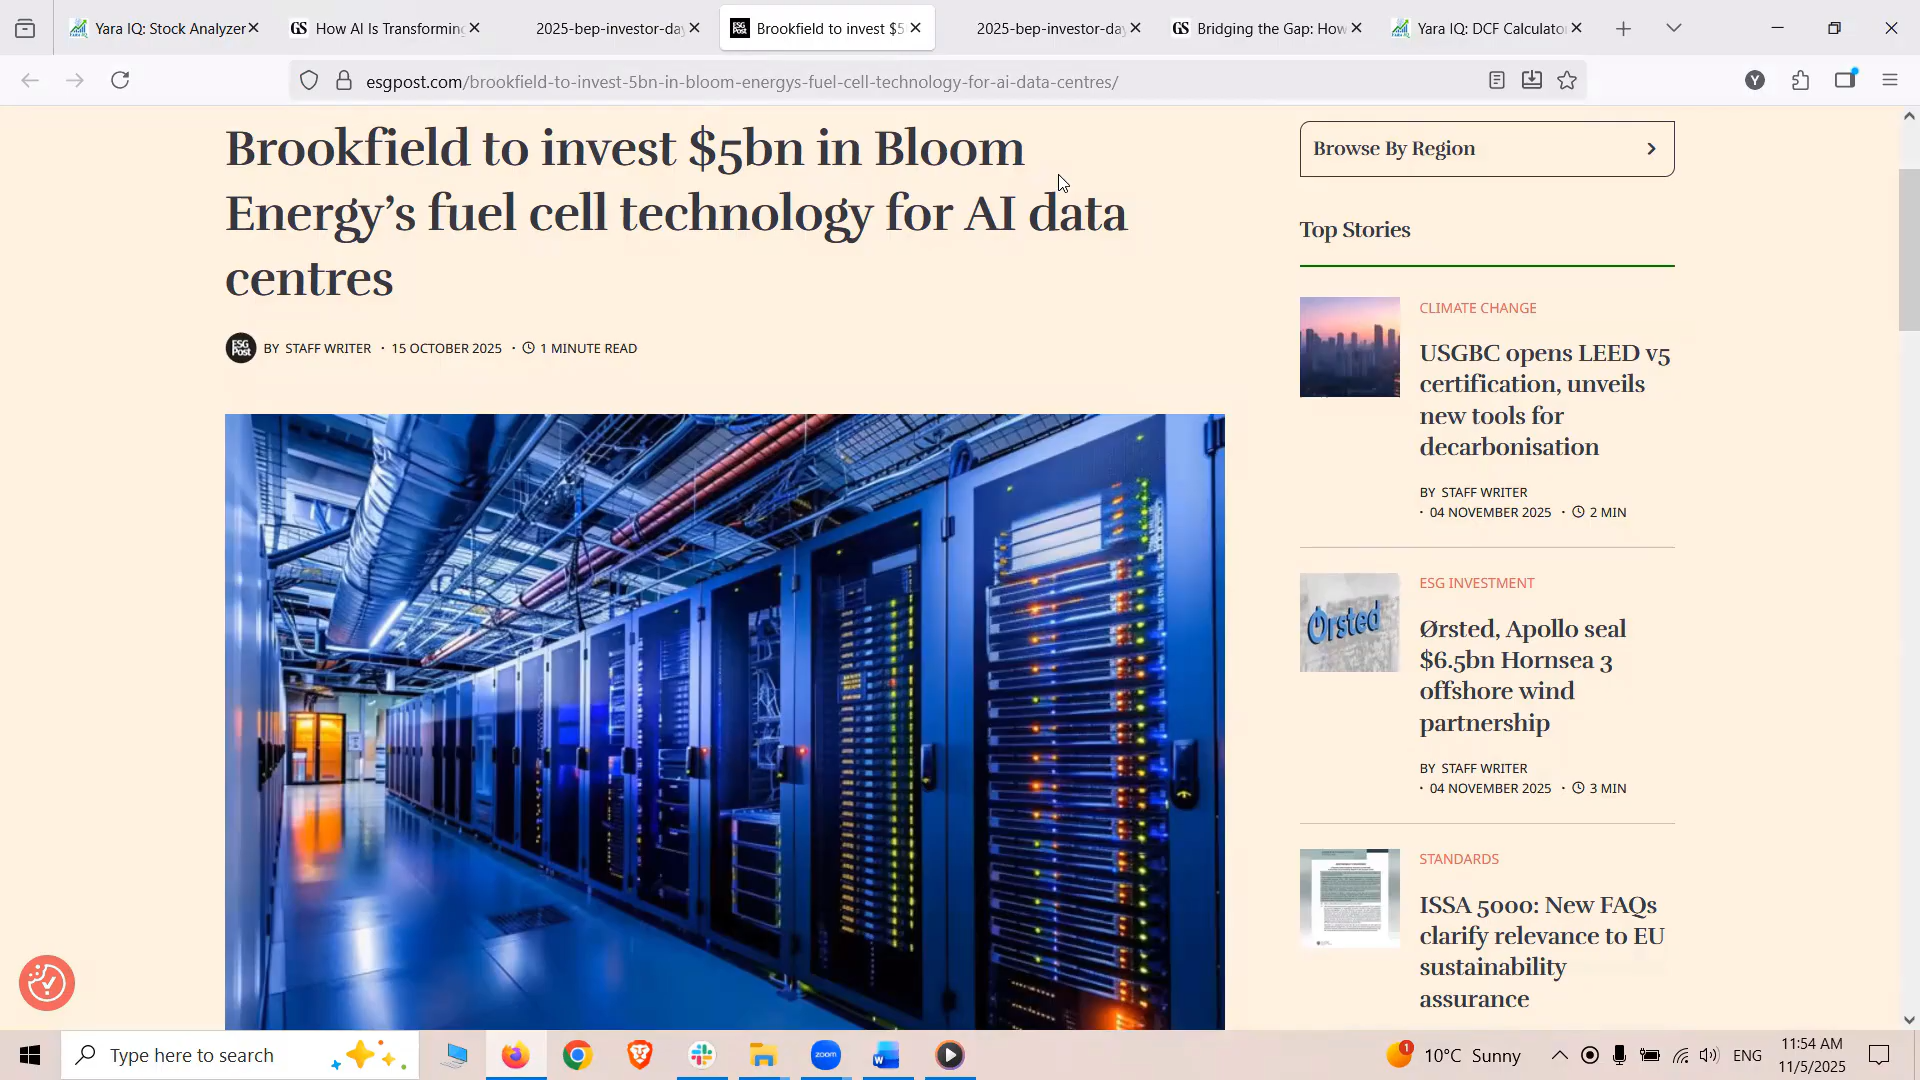 Yara IQ: Stock Analyzer
How AI Is Transforming
2025-bep-investor-day
Brookfield to invest $5
2025-bep-investor-day
Bridging the Gap: How
Yara IQ: DCF Calculato
esgpost.com/brookfield-to-invest-5bn-in-bloom-energys-fuel-cell-technology-for-ai-data-centres/
Y
Brookfield to invest $5bn in Bloom
Energy’s fuel cell technology for AI data
centres
ESG Post
BY STAFF WRITER · 15 OCTOBER 2025 · 1 MINUTE READ
Browse By Region
Top Stories
CLIMATE CHANGE
USGBC opens LEED v5
certification, unveils
new tools for
decarbonisation
BY STAFF WRITER
· 04 NOVEMBER 2025 · 2 MIN
Ørsted
ESG INVESTMENT
Ørsted, Apollo seal
$6.5bn Hornsea 3
offshore wind
partnership
BY STAFF WRITER
· 04 NOVEMBER 2025 · 3 MIN
STANDARDS
ISSA 5000: New FAQs
clarify relevance to EU
sustainability
assurance
Type here to search
zoom
1
10°C Sunny
ENG
11:54 AM
11/5/2025